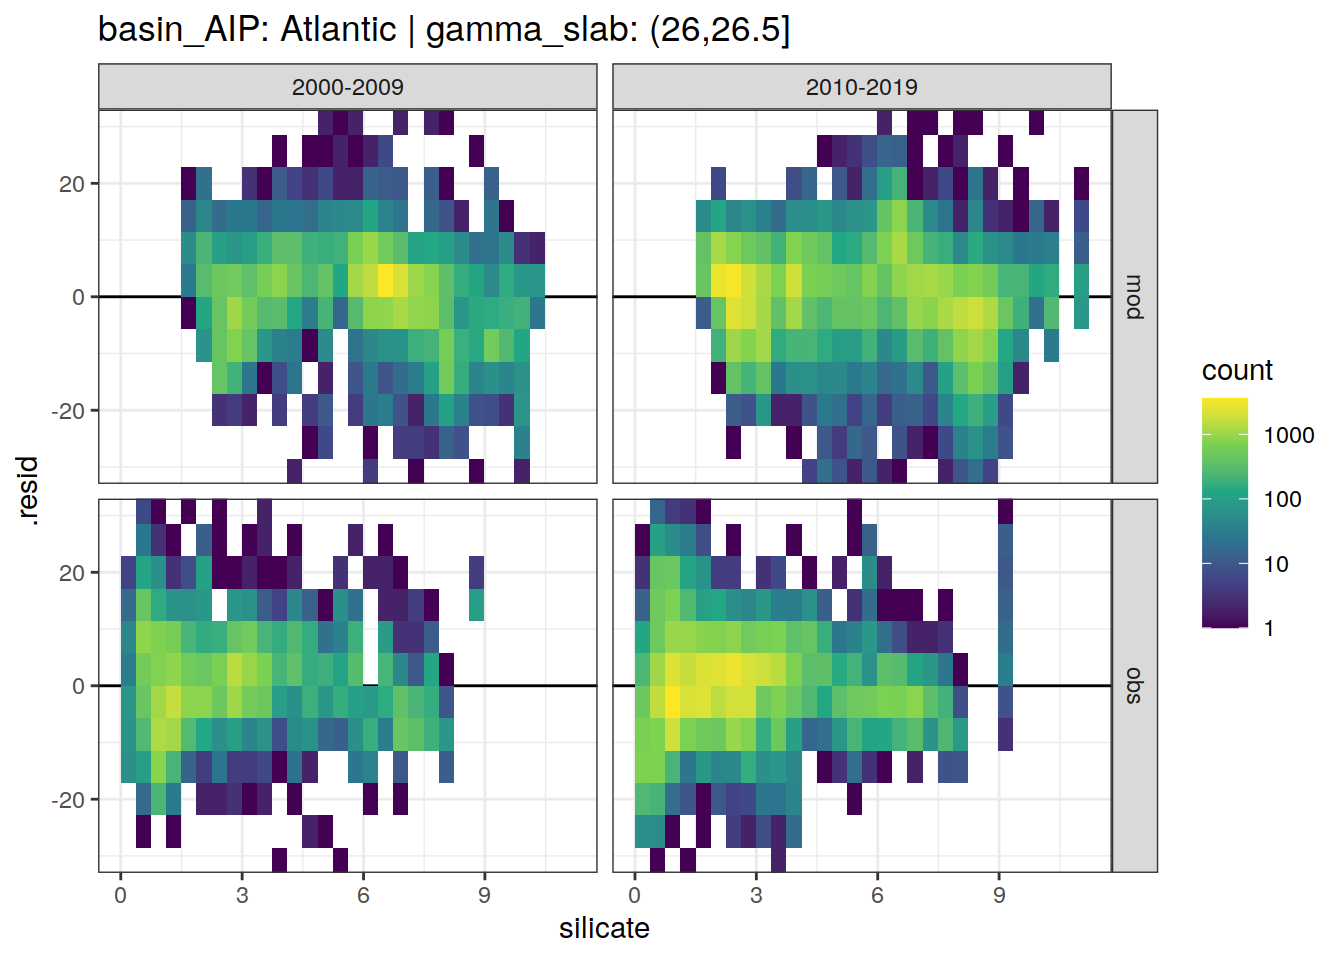 basin_AIP: Atlantic | gamma_slab: (26,26.5]
2000-2009
2010-2019
20
0
-20
mod
20
0
-20
obs
.resid
0 3 6 9
0 3 6 9
silicate
count
1000
100
10
1